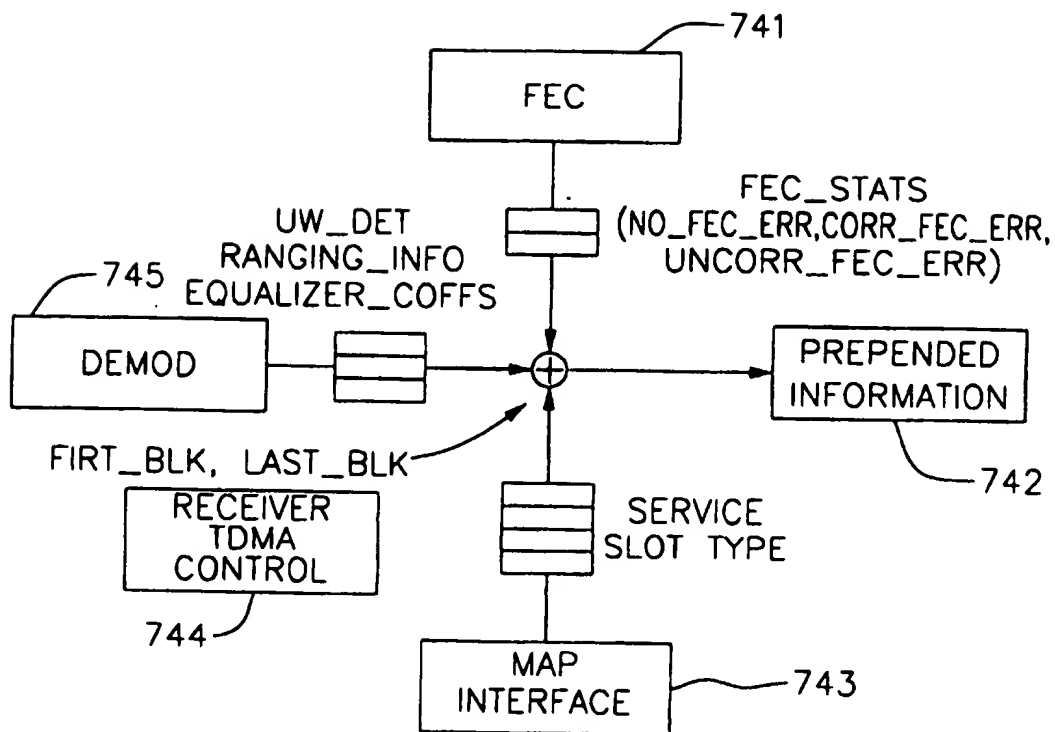 741
FEC
FEC_STATS
(NO_FEC_ERR,CORR_FEC_ERR,
UNCORR_FEC_ERR)
UW_DET
RANGING_INFO
EQUALIZER_COFFS
745
DEMOD
PREPENDED
INFORMATION
742
FIRT_BLK, LAST_BLK
RECEIVER
TDMA
CONTROL
744
SERVICE
SLOT TYPE
MAP
INTERFACE
743